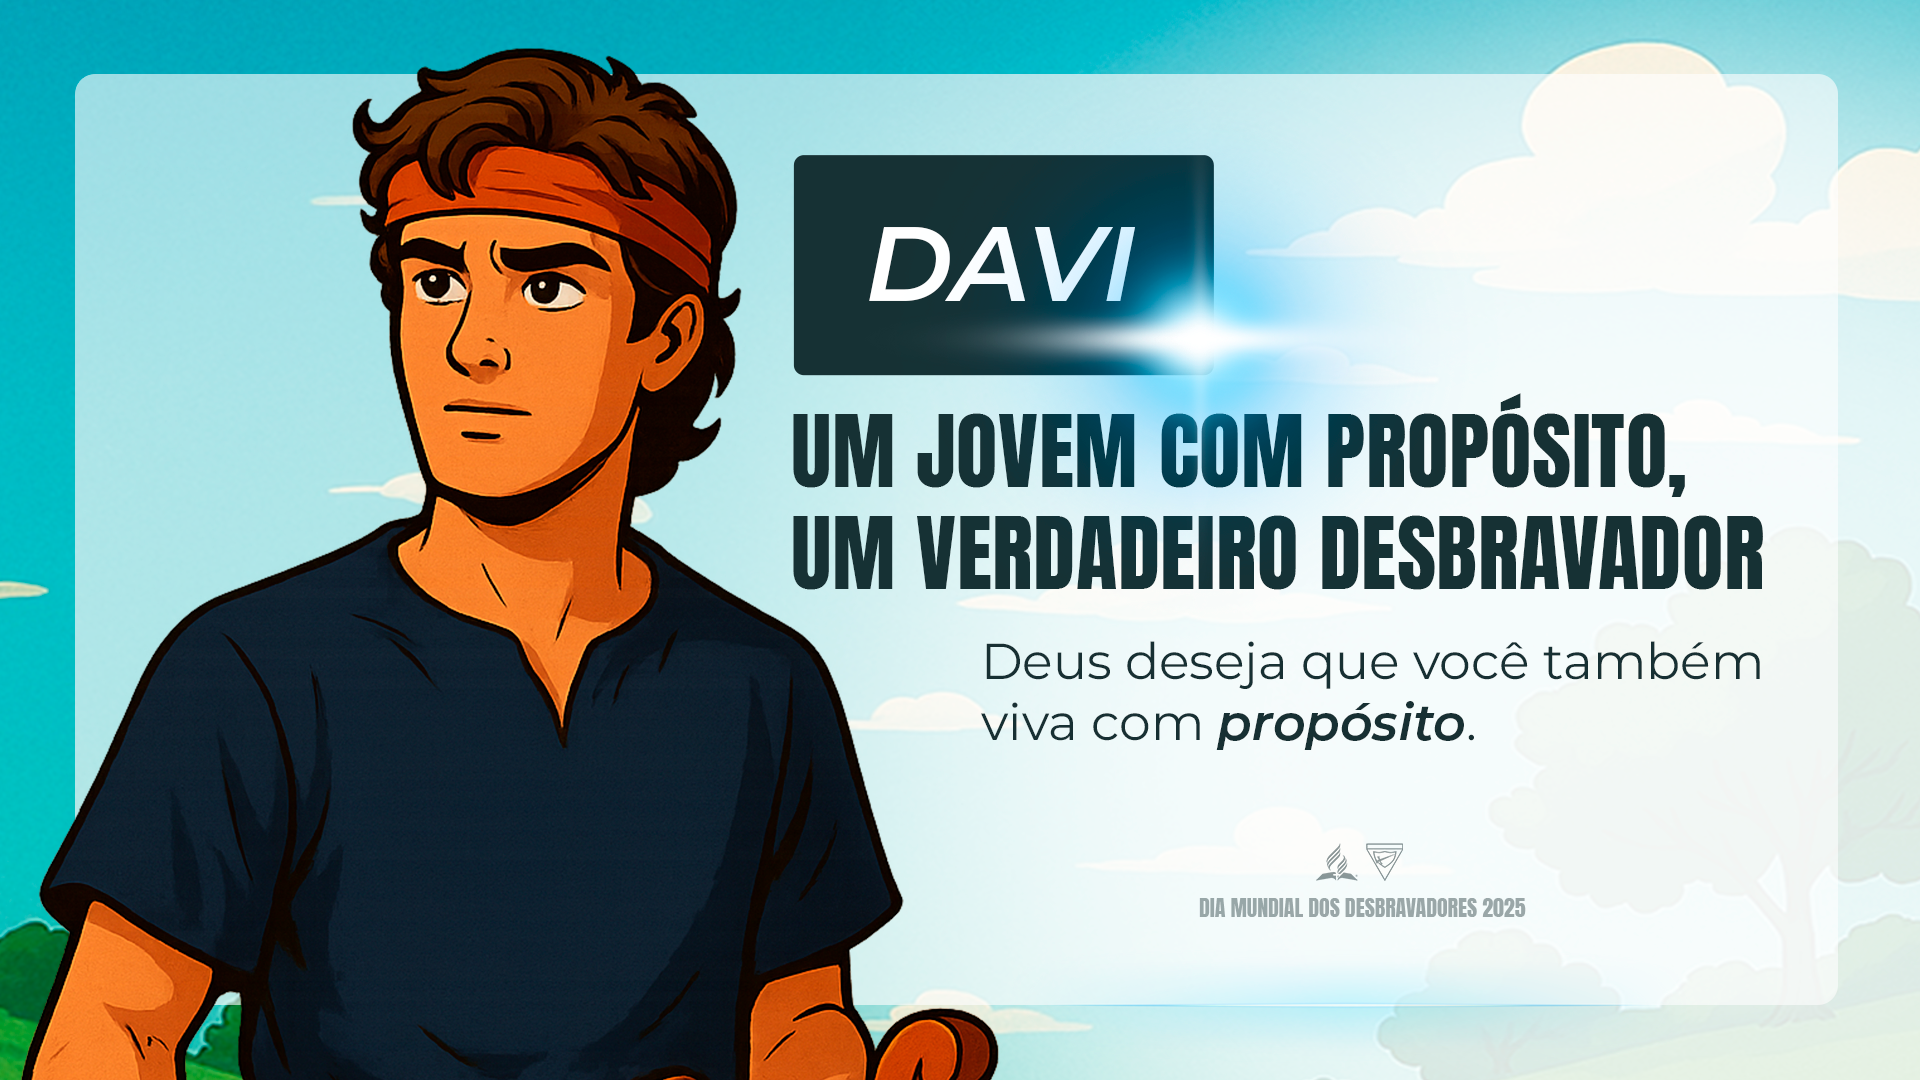 DAVI
UM JOVEM COM PROPÓSITO,
UM VERDADEIRO DESBRAVADOR
Deus deseja que você também
viva com propósito.
DIA MUNDIAL DOS DESBRAVADORES 2025